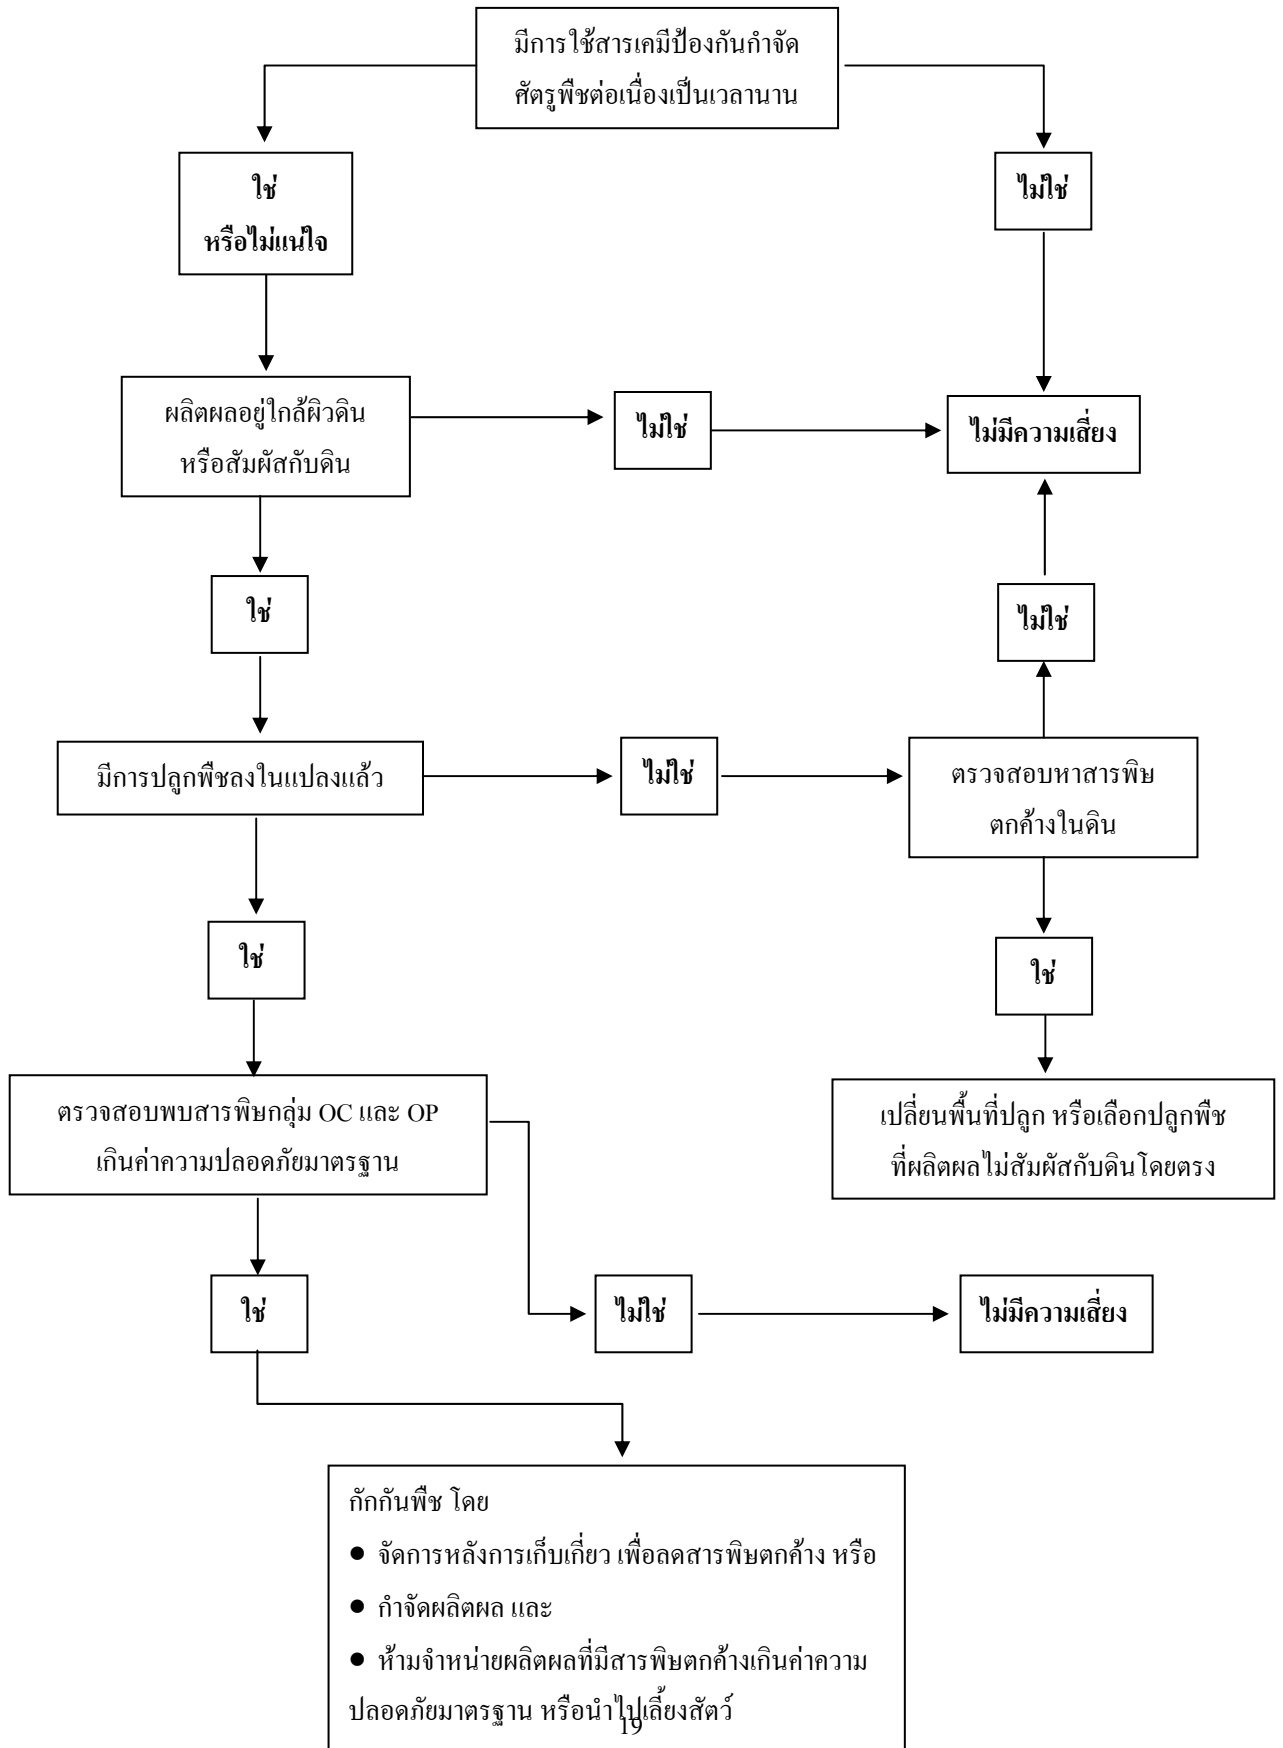 มีการใช้สารเคมีป้องกันกำจัด
ศัตรูพืชต่อเนื่องเป็นเวลานาน
ใช่
หรือไม่แน่ใจ
ไม่ใช่
ผลิตผลอยู่ใกล้ผิวดิน
หรือสัมผัสกับดิน
ไม่ใช่
ไม่มีความเสี่ยง
ใช่
ไม่ใช่
มีการปลูกพืชลงในแปลงแล้ว
ไม่ใช่
ตรวจสอบหาสารพิษ
ตกค้างในดิน
ใช่
ใช่
ตรวจสอบพบสารพิษกลุ่ม OC และ OP
เกินค่าความปลอดภัยมาตรฐาน
เปลี่ยนพื้นที่ปลูก หรือเลือกปลูกพืช
ที่ผลิตผลไม่สัมผัสกับดินโดยตรง
ใช่
ไม่ใช่
ไม่มีความเสี่ยง
กักกันพืช โดย
● จัดการหลังการเก็บเกี่ยว เพื่อลดสารพิษตกค้าง หรือ
● กำจัดผลิตผล และ
● ห้ามจำหน่ายผลิตผลที่มีสารพิษตกค้างเกินค่าความ
ปลอดภัยมาตรฐาน หรือนำไปเลี้ยงสัตว์
19